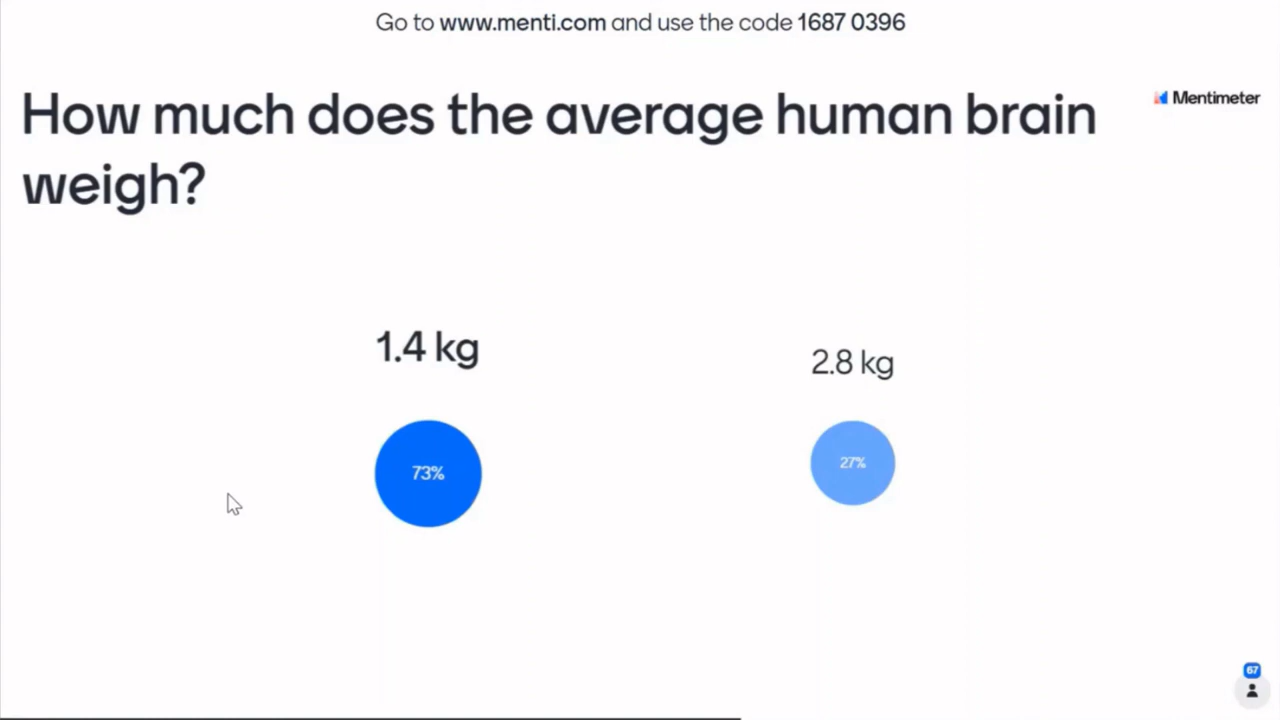 Go to www.menti.com and use the code 1687 0396
Mentimeter
How much does the average human brain
weigh?
1.4 kg
2.8 kg
73%
27%
67